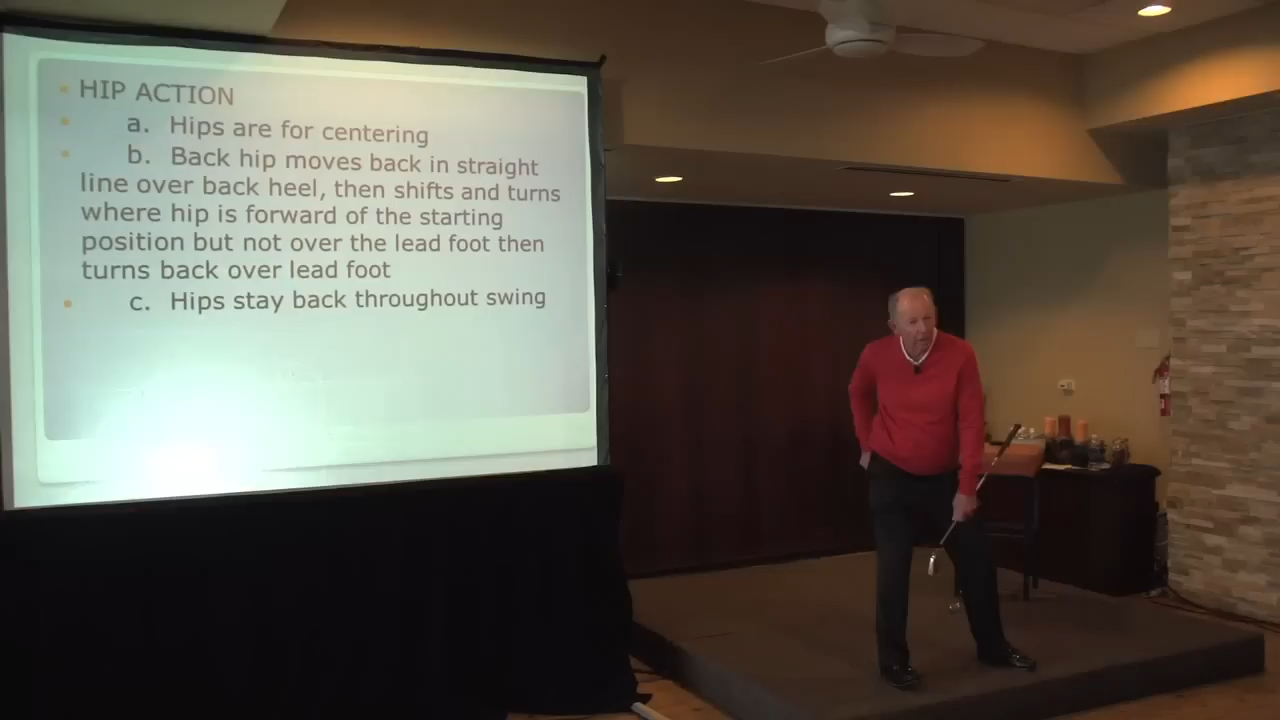 • HIP ACTION
• a. Hips are for centering
• b. Back hip moves back in straight
line over back heel, then shifts and turns
where hip is forward of the starting
position but not over the lead foot then
turns back over lead foot
• c. Hips stay back throughout swing